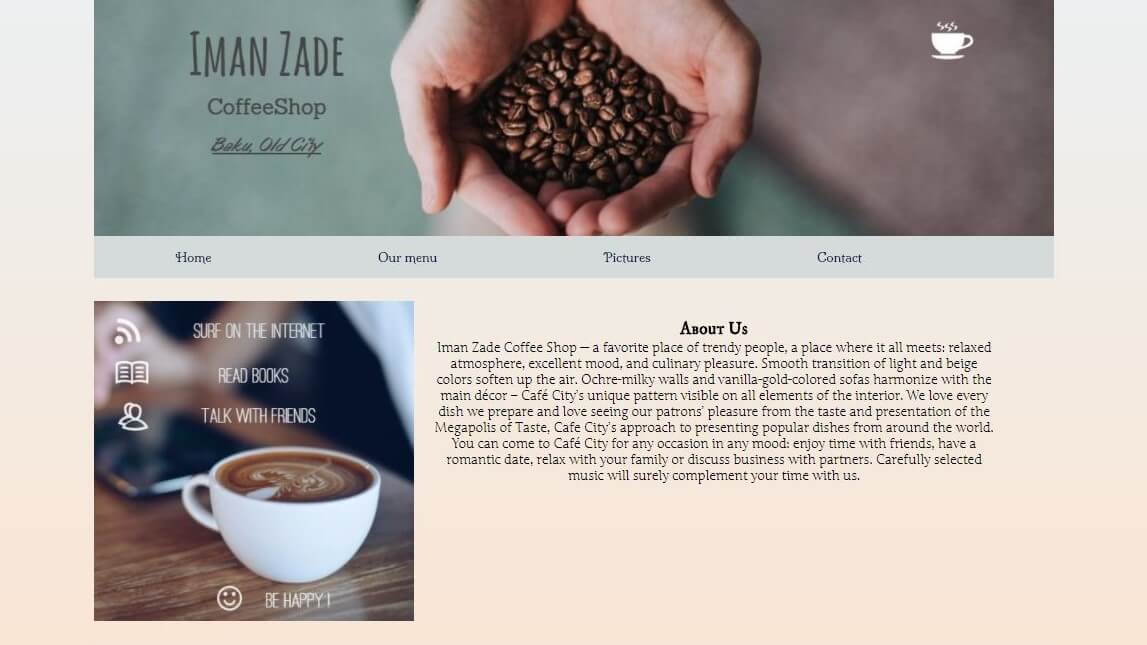 Iman Zade
CoffeeShop
Baku, Old City
Home
Our menu
Pictures
Contact
SURF ON THE INTERNET
READ BOOKS
TALK WITH FRIENDS
BE HAPPY !
About Us
Iman Zade Coffee Shop — a favorite place of trendy people, a place where it all meets: relaxed
atmosphere, excellent mood, and culinary pleasure. Smooth transition of light and beige
colors soften up the air. Ochre-milky walls and vanilla-gold-colored sofas harmonize with the
main décor – Café City's unique pattern visible on all elements of the interior. We love every
dish we prepare and love seeing our patrons' pleasure from the taste and presentation of the
Megapolis of Taste, Cafe City's approach to presenting popular dishes from around the world.
You can come to Café City for any occasion in any mood: enjoy time with friends, have a
romantic date, relax with your family or discuss business with partners. Carefully selected
music will surely complement your time with us.